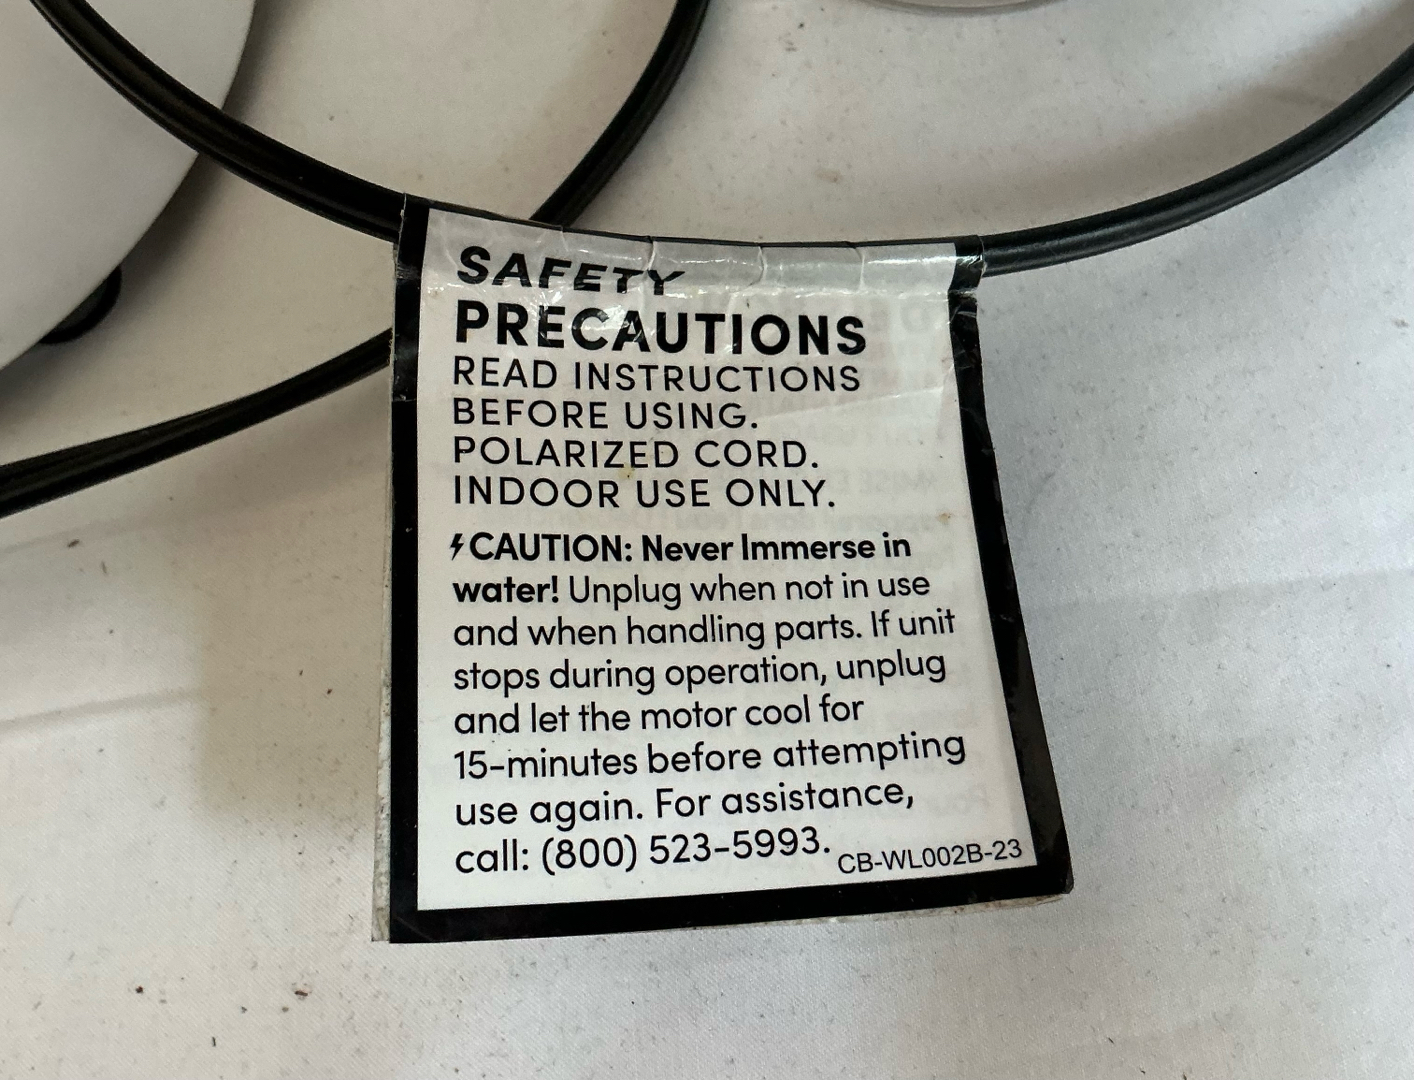 SAFETY
PRECAUTIONS
READ INSTRUCTIONS
BEFORE USING.
POLARIZED CORD.
INDOOR USE ONLY.
CAUTION: Never Immerse in
water! Unplug when not in use
and when handling parts. If unit
stops during operation, unplug
and let the motor cool for
15-minutes before attempting
use again. For assistance,
call: (800) 523-5993.
CB-WL002B-23